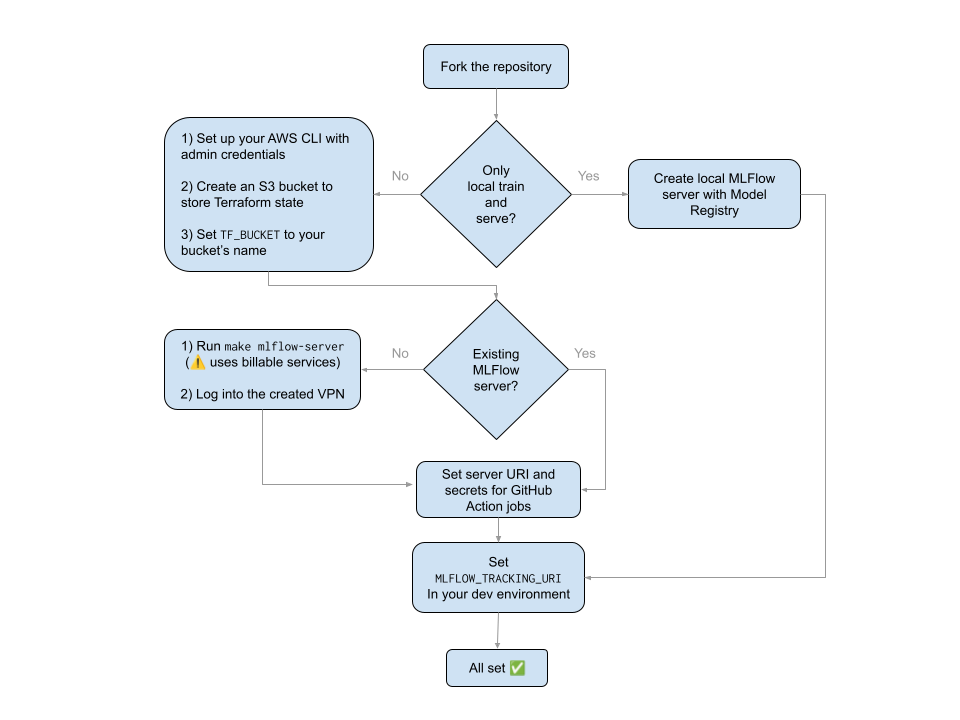 Fork the repository
1) Set up your AWS CLI with
admin credentials
2) Create an S3 bucket to
store Terraform state
3) Set TF_BUCKET to your
bucket's name
No
Only
local train
and
serve?
Yes
Create local MLFlow
server with Model
Registry
1) Run make mlflow-server
(⚠️ uses billable services)
2) Log into the created VPN
No
Existing
MLFlow
server?
Yes
Set server URI and
secrets for GitHub
Action jobs
Set
MLFLOW_TRACKING_URI
In your dev environment
All set ✅